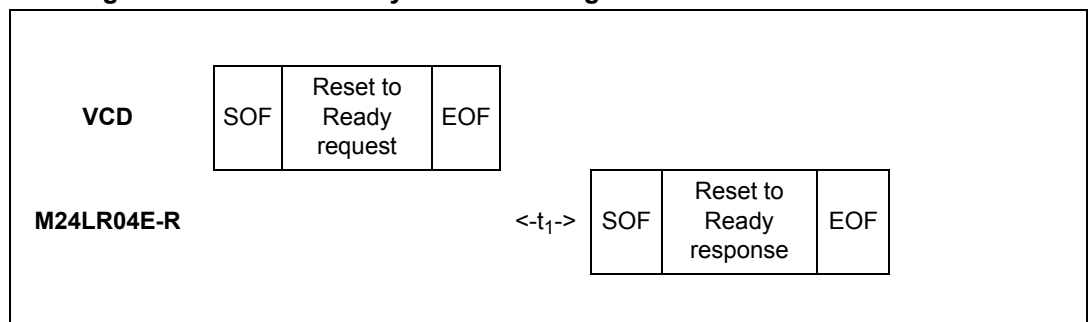 VCD
SOF
Reset to
Ready
request
EOF
M24LR04E-R
<-t₁->
SOF
Reset to
Ready
response
EOF